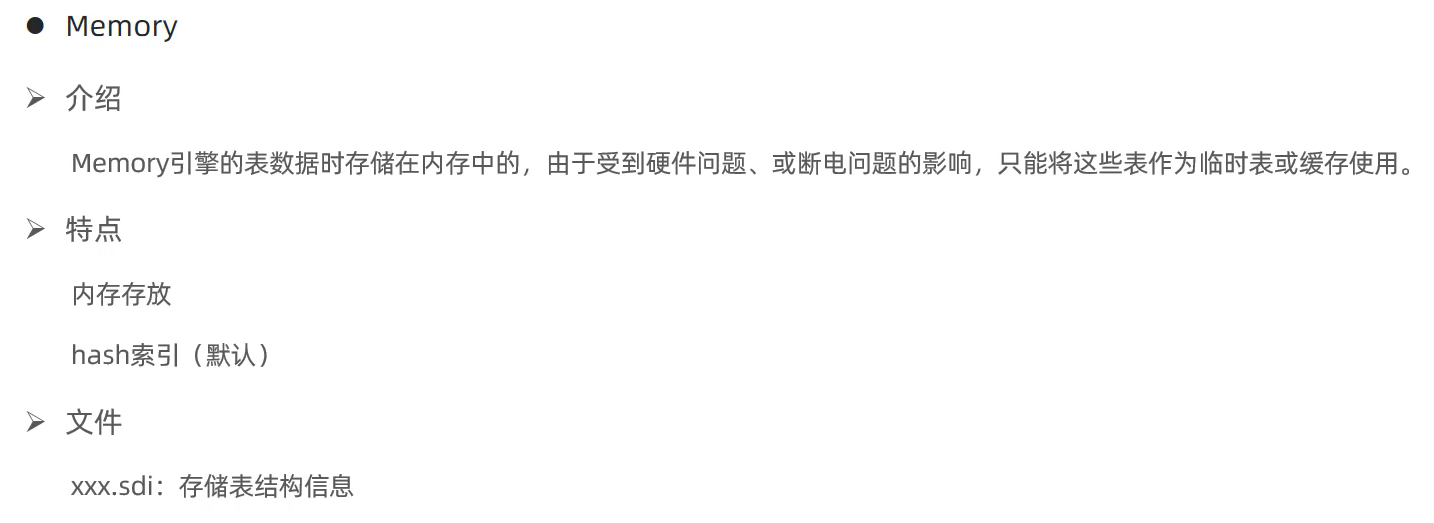 ● Memory
➢ 介绍
Memory引擎的表数据时存储在内存中的，由于受到硬件问题、或断电问题的影响，只能将这些表作为临时表或缓存使用。
➢ 特点
内存存放
hash索引（默认）
➢ 文件
xxx.sdi：存储表结构信息